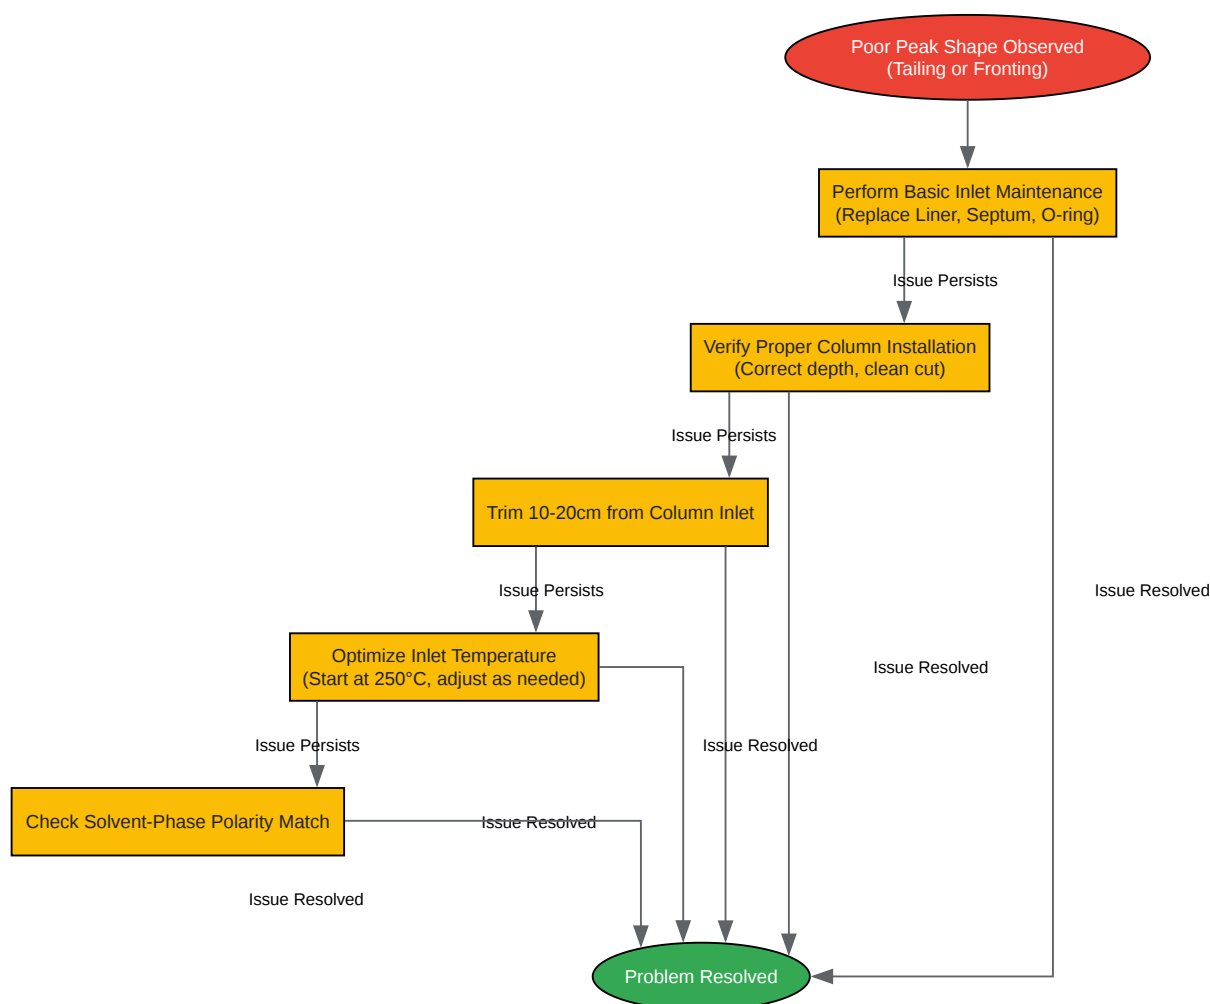 Poor Peak Shape Observed
(Tailing or Fronting)
Perform Basic Inlet Maintenance
(Replace Liner, Septum, O-ring)
Issue Persists
Verify Proper Column Installation
(Correct depth, clean cut)
Issue Persists
Trim 10-20cm from Column Inlet
Issue Persists
Issue Resolved
Optimize Inlet Temperature
(Start at 250°C, adjust as needed)
Issue Resolved
Issue Persists
Issue Resolved
Check Solvent-Phase Polarity Match
Issue Resolved
Issue Resolved
Problem Resolved